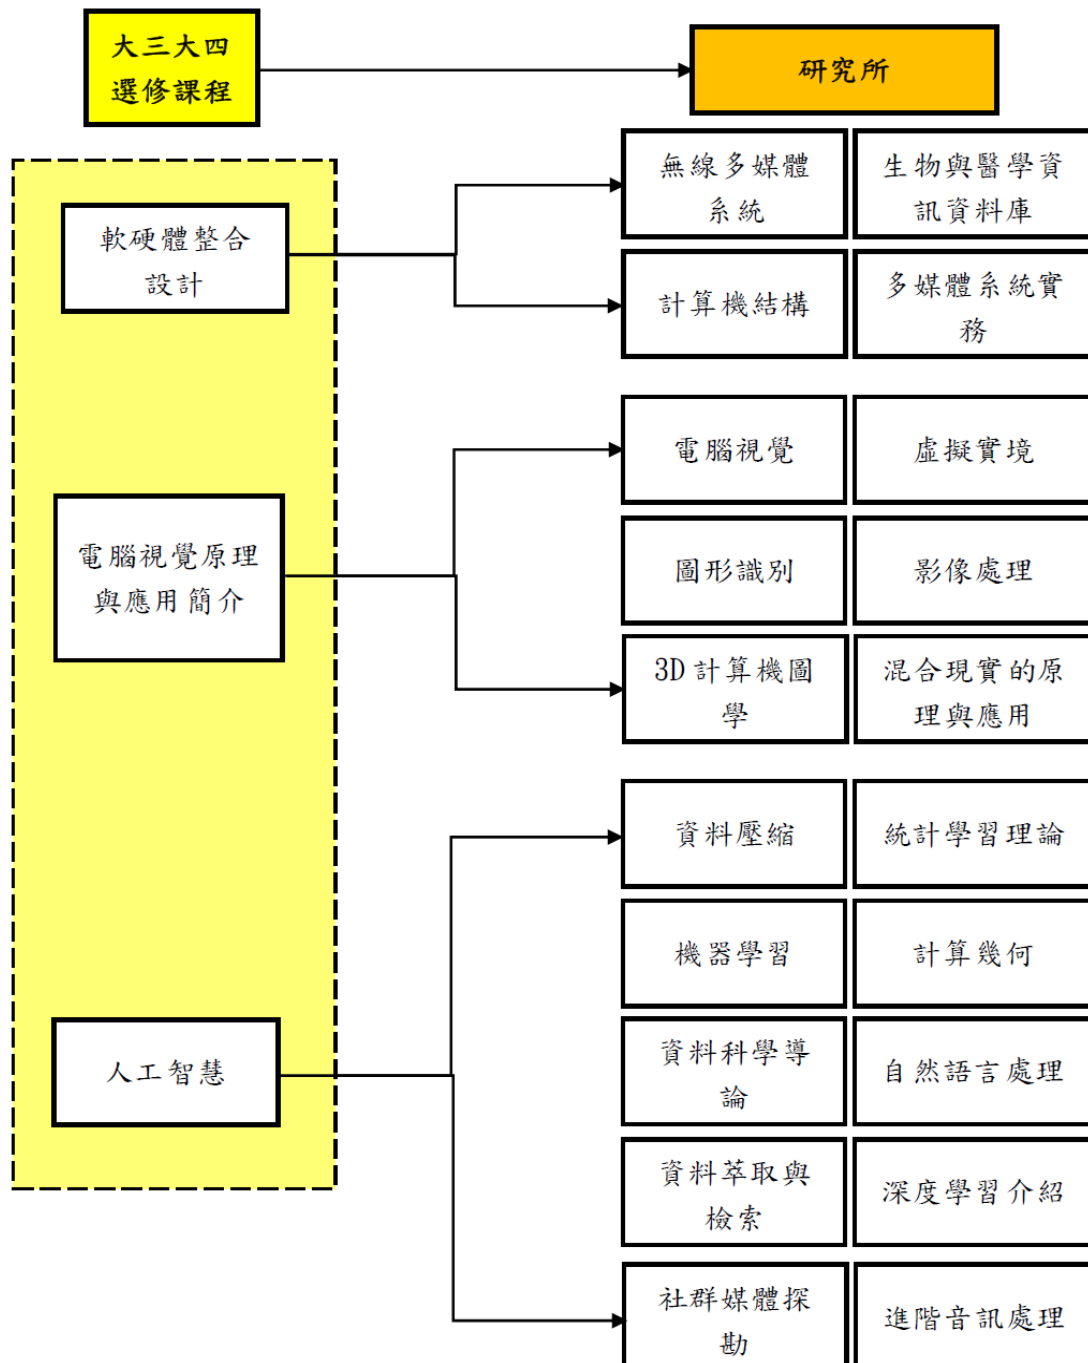 大三大四
選修課程
研究所
軟硬體整合
設計
無線多媒體
系統
生物與醫學資
訊資料庫
計算機結構
多媒體系統實
務
電腦視覺原理
與應用簡介
電腦視覺
虛擬實境
圖形識別
影像處理
3D計算機圖
學
混合現實的原
理與應用
人工智慧
資料壓縮
統計學習理論
機器學習
計算幾何
資料科學導
論
自然語言處理
資料萃取與
檢索
深度學習介紹
社群媒體探
勘
進階音訊處理